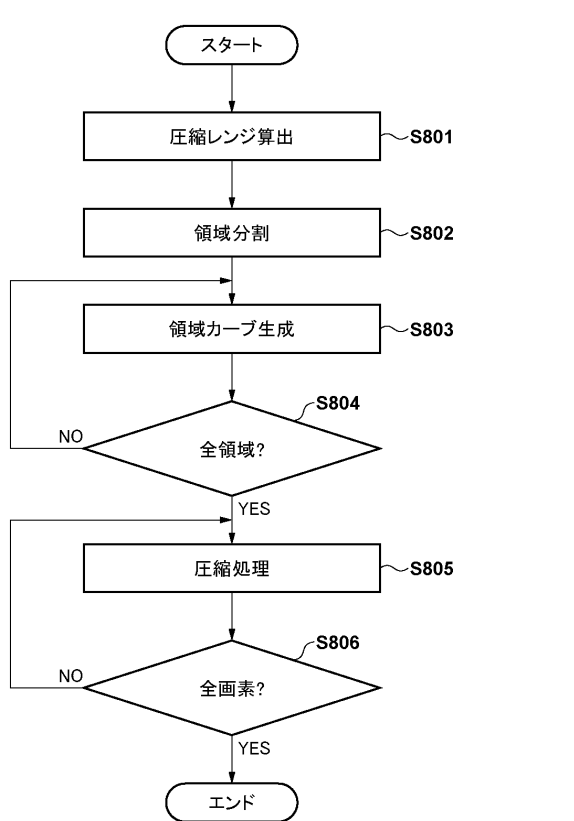 スタート
圧縮レンジ算出 S801
領域分割 S802
領域カーブ生成 S803
S804
全領域?
NO
YES
圧縮処理 S805
S806
全画素?
NO
YES
エンド